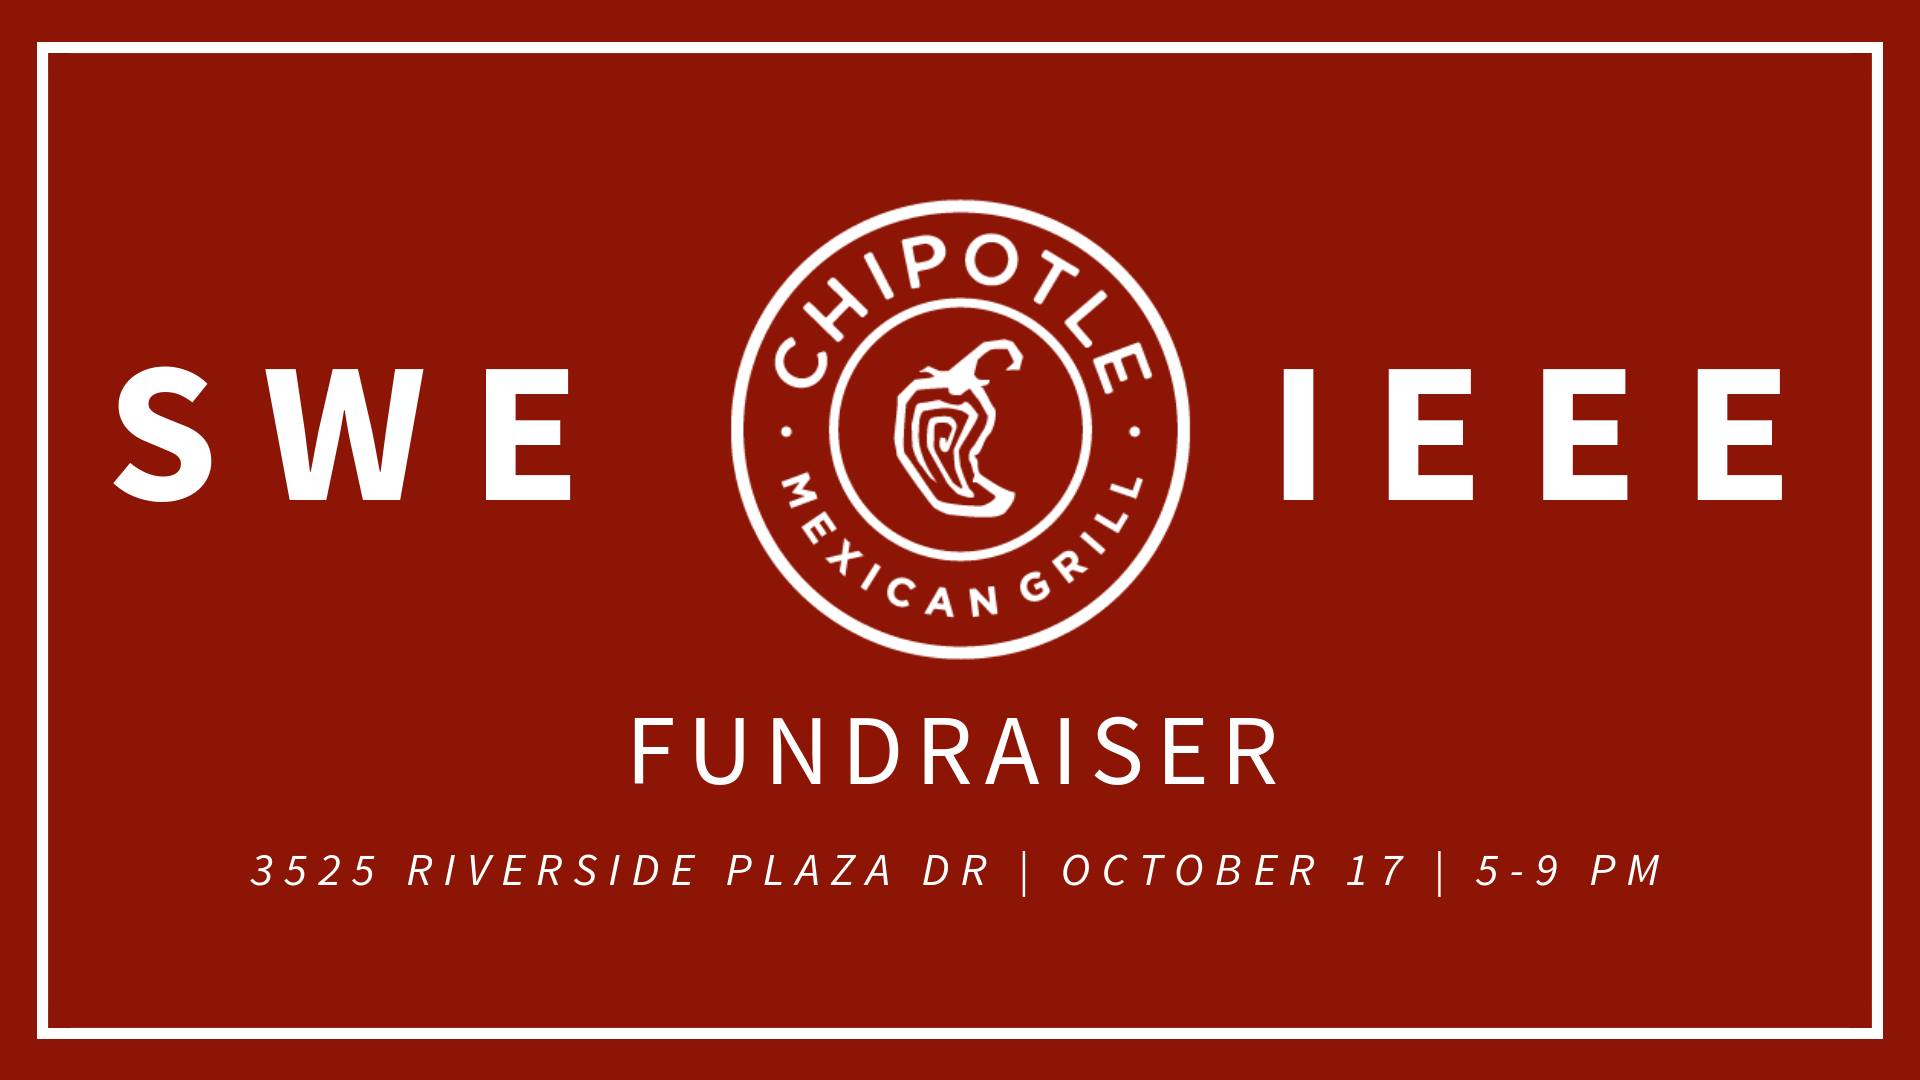 SWE
CHIPOTLE
MEXICAN GRILL
IEEE
FUNDRAISER
3525 RIVERSIDE PLAZA DR | OCTOBER 17 | 5-9 PM